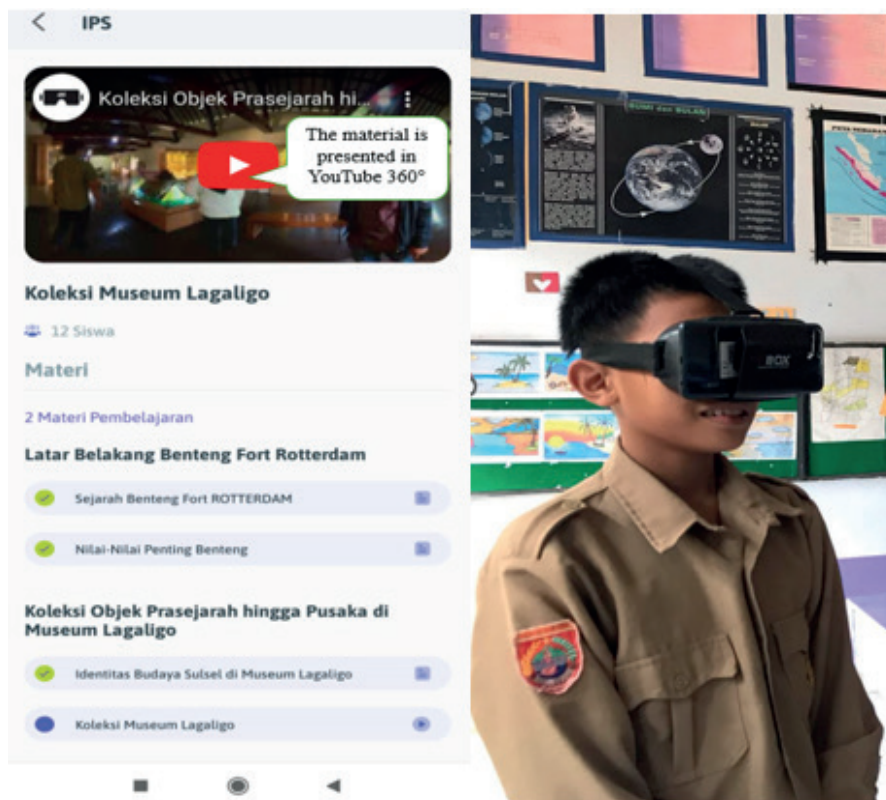 IPS
Koleksi Objek Prasejarah hi...
The material is
presented in
YouTube 360°
Koleksi Museum Lagaligo
12 Siswa
Materi
2 Materi Pembelajaran
Latar Belakang Benteng Fort Rotterdam
Sejarah Benteng Fort ROTTERDAM
Nilai-Nilai Penting Benteng
Koleksi Objek Prasejarah hingga Pusaka di
Museum Lagaligo
Identitas Budaya Sulsel di Museum Lagaligo
Koleksi Museum Lagaligo
BUMI dan BULAN